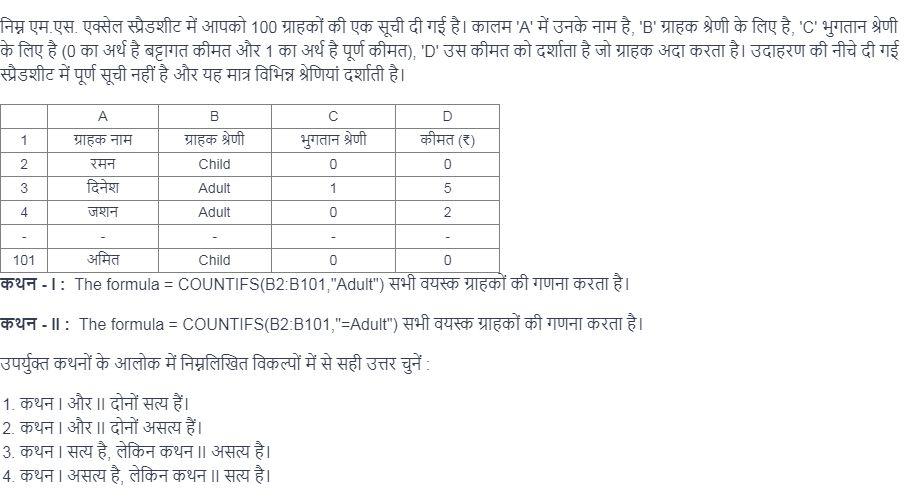 निम्न एम.एस. एक्सेल स्प्रैडशीट में आपको 100 ग्राहकों की एक सूची दी गई है। कालम 'A' में उनके नाम है, 'B' ग्राहक श्रेणी के लिए है, 'C' भुगतान श्रेणी
के लिए है (0 का अर्थ है बट्टागत क़ीमत और 1 का अर्थ है पूर्ण कीमत), 'D' उस कीमत को दर्शाता है जो ग्राहक अदा करता है। उदाहरण की नीचे दी गई
स्प्रैडशीट में पूर्ण सूची नहीं है और यह मात्र विभिन्न श्रेणियां दर्शाती है।
A B C D
1 ग्राहक नाम ग्राहक श्रेणी भुगतान श्रेणी कीमत (₹)
2 रमन Child 0 0
3 दिनेश Adult 1 5
4 जशन Adult 0 2
- - - - -
101 अमित Child 0 0
कथन - I : The formula = COUNTIFS(B2:B101,"Adult") सभी वयस्क ग्राहकों की गणना करता है।
कथन - II : The formula = COUNTIFS(B2:B101,"=Adult") सभी वयस्क ग्राहकों की गणना करता है।
उपर्युक्त कथनों के आलोक में निम्नलिखित विकल्पों में से सही उत्तर चुनें :
1. कथन I और II दोनों सत्य हैं।
2. कथन I और II दोनों असत्य हैं।
3. कथन I सत्य है, लेकिन कथन II असत्य है।
4. कथन I असत्य है, लेकिन कथन II सत्य है।